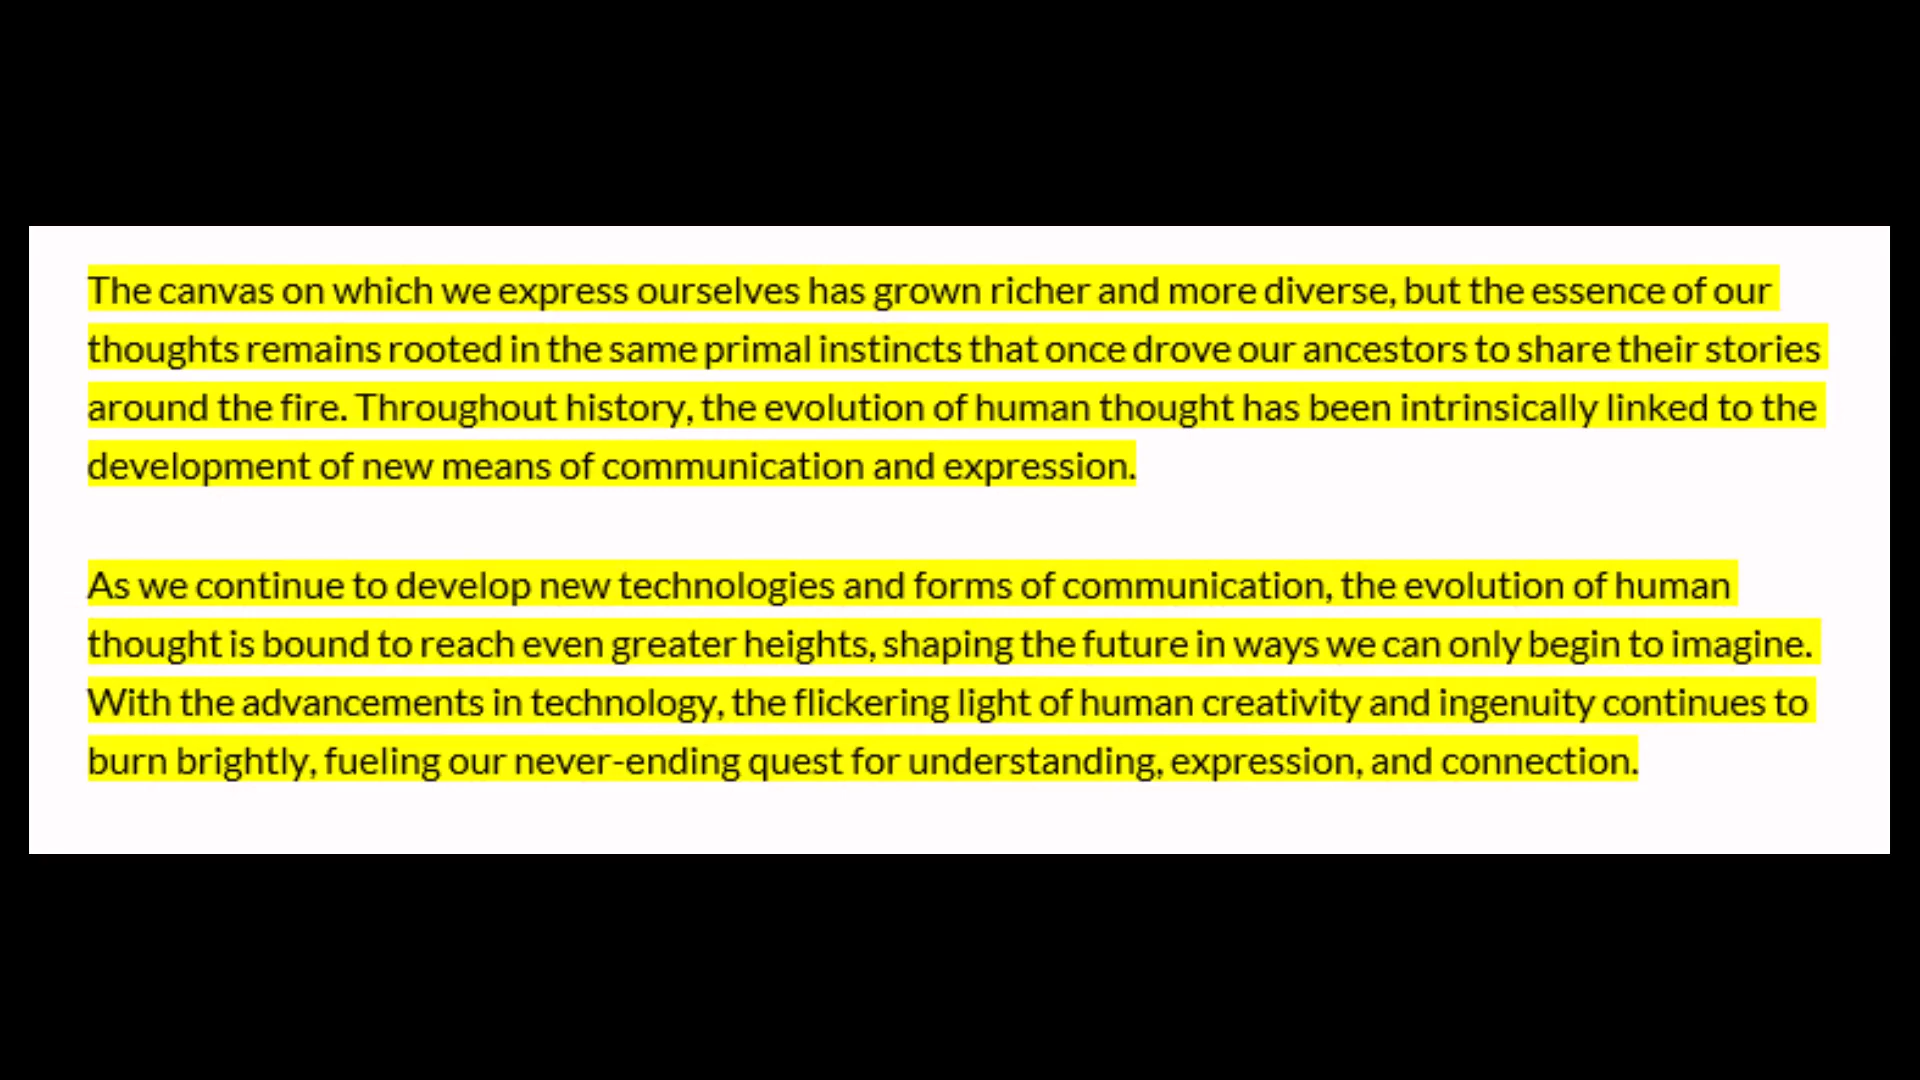 The canvas on which we express ourselves has grown richer and more diverse, but the essence of our
thoughts remains rooted in the same primal instincts that once drove our ancestors to share their stories
around the fire. Throughout history, the evolution of human thought has been intrinsically linked to the
development of new means of communication and expression.
As we continue to develop new technologies and forms of communication, the evolution of human
thought is bound to reach even greater heights, shaping the future in ways we can only begin to imagine.
With the advancements in technology, the flickering light of human creativity and ingenuity continues to
burn brightly, fueling our never-ending quest for understanding, expression, and connection.